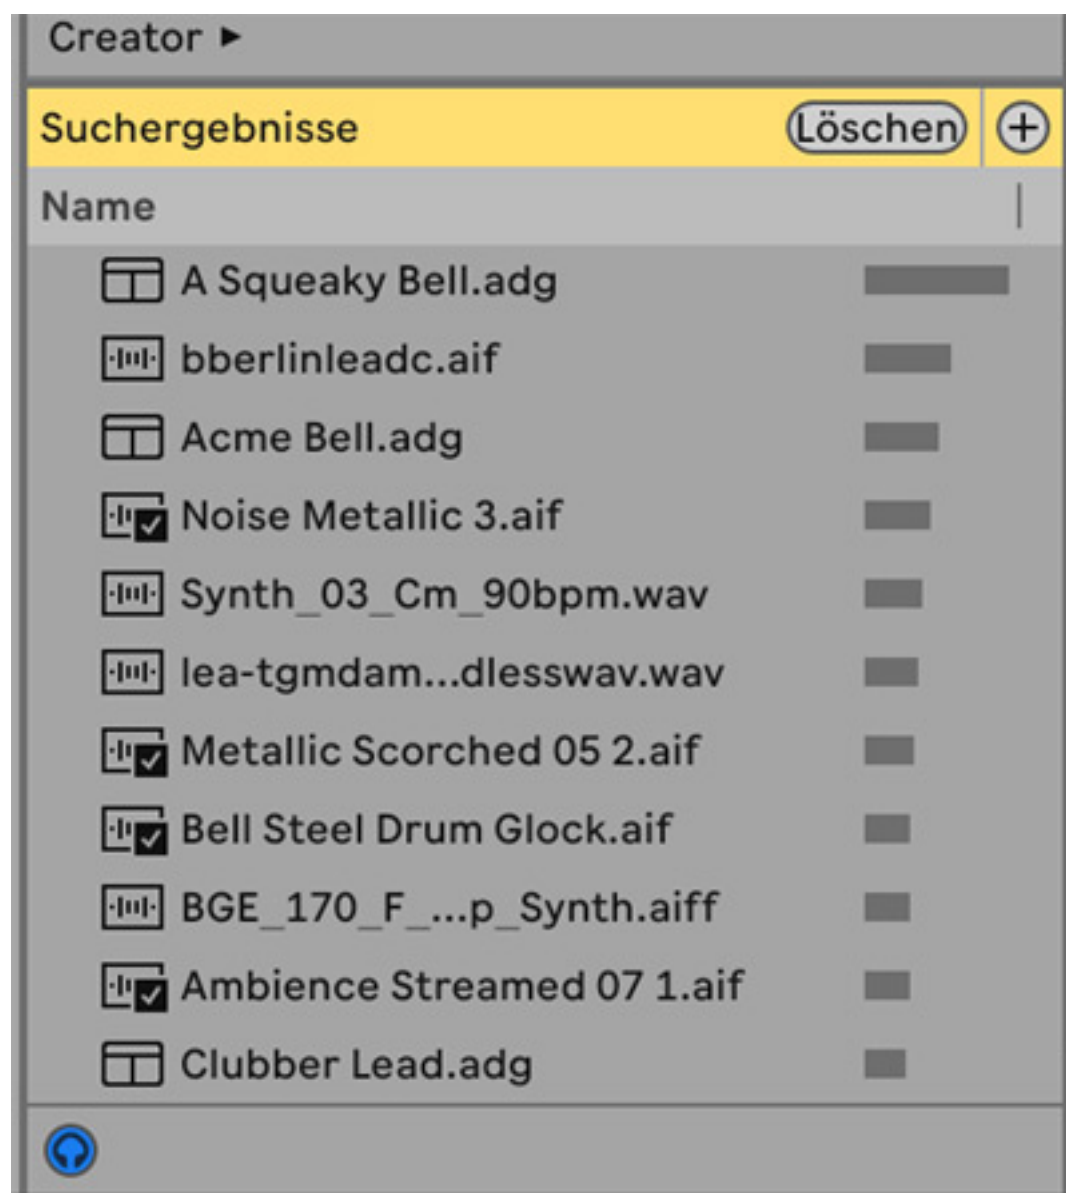 Creator
Suchergebnisse Löschen
Name
A Squeaky Bell.adg
bberlinleadc.aif
Acme Bell.adg
Noise Metallic 3.aif
Synth_03_Cm_90bpm.wav
lea-tgmdam...dlesswav.wav
Metallic Scorched 05 2.aif
Bell Steel Drum Glock.aif
BGE_170_F_...p_Synth.aiff
Ambience Streamed 07 1.aif
Clubber Lead.adg